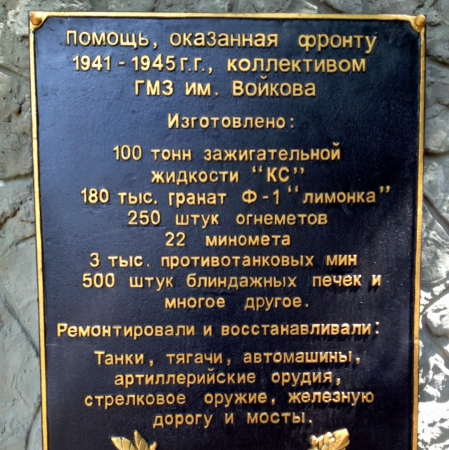 Помощь, оказанная фронту
1941-1945 г.г., коллективом
ГМЗ им. Войкова
Изготовлено:
100 тонн зажигательной
жидкости "КС"
180 тыс. гранат Ф-1 "лимонка"
250 штук огнеметов
22 миномета
3 тыс. противотанковых мин
500 штук блиндажных печек и
многое другое.
Ремонтировали и восстанавливали:
Танки, тягачи, автомашины,
артиллерийские орудия,
стрелковое оружие, железную
дорогу и мосты.